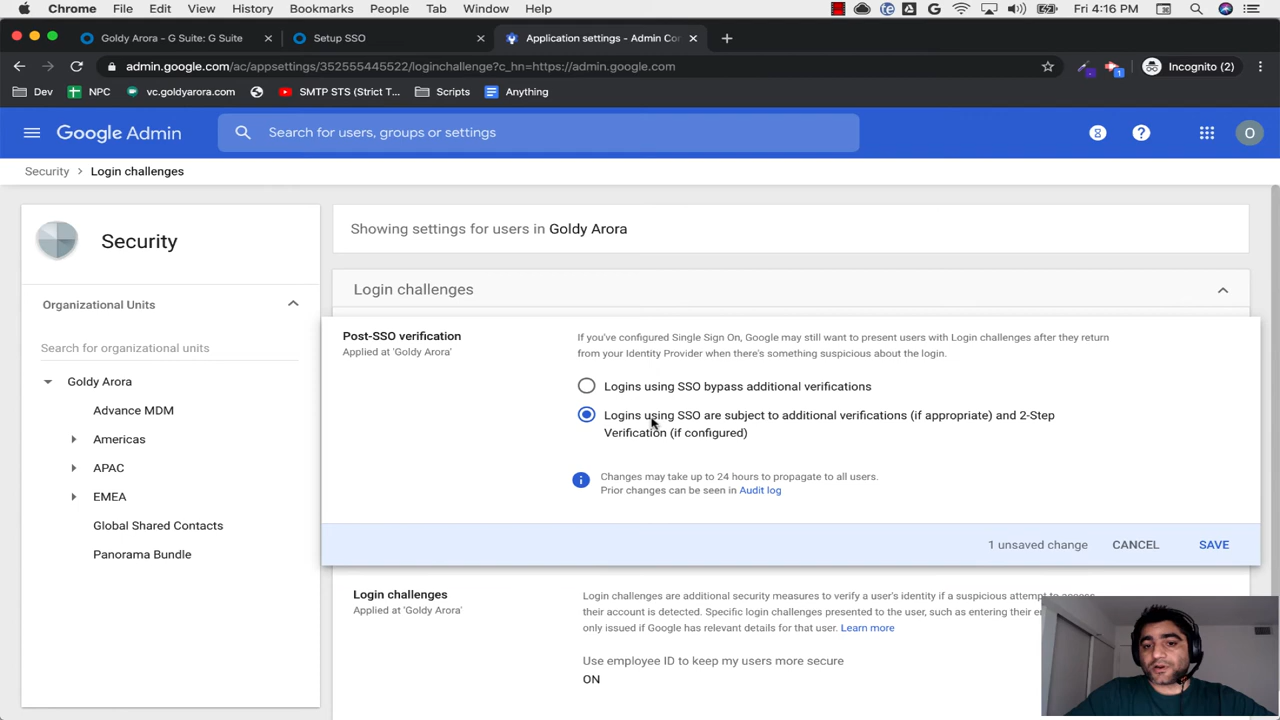 Chrome File Edit View History Bookmarks People Tab Window Help Fri 4:16 PM
Goldy Arora - G Suite: G Suite Setup SSO Application settings - Admin Co
admin.google.com/ac/appsettings/352555445522/loginchallenge?c_hn=https://admin.google.com Incognito (2)
Dev NPC vc.goldyarora.com SMTP STS (Strict T... Scripts Anything
Google Admin Search for users, groups or settings O
Security > Login challenges
Security
Organizational Units
Search for organizational units
Goldy Arora
Advance MDM
Americas
APAC
EMEA
Global Shared Contacts
Panorama Bundle
Showing settings for users in Goldy Arora
Login challenges
Post-SSO verification
Applied at 'Goldy Arora'
If you've configured Single Sign On, Google may still want to present users with Login challenges after they return
from your Identity Provider when there's something suspicious about the login.
Logins using SSO bypass additional verifications
Logins using SSO are subject to additional verifications (if appropriate) and 2-Step
Verification (if configured)
Changes may take up to 24 hours to propagate to all users.
Prior changes can be seen in Audit log
1 unsaved change CANCEL SAVE
Login challenges
Applied at 'Goldy Arora'
Login challenges are additional security measures to verify a user's identity if a suspicious attempt to access
their account is detected. Specific login challenges presented to the user, such as entering their
only issued if Google has relevant details for that user. Learn more
Use employee ID to keep my users more secure
ON